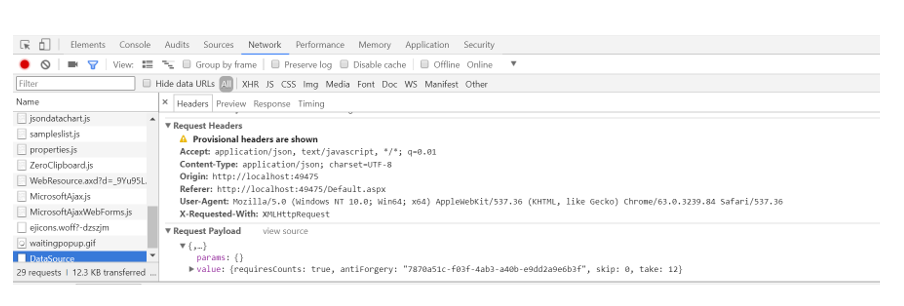 Elements Console Audits Sources Network Performance Memory Application Security
View: Group by frame Preserve log Disable cache Offline Online
Filter Hide data URLs All XHR JS CSS Img Media Font Doc WS Manifest Other
Name
jsondatachart.js
sampleslist.js
properties.js
ZeroClipboard.js
WebResource.axd?d=_9Yu95L
MicrosoftAjax.js
MicrosoftAjaxWebForms.js
ejicons.woff?-dzszjm
waitingpopup.gif
DataSource
29 requests | 12.3 KB transferred ...
× Headers Preview Response Timing
Request Headers
Provisional headers are shown
Accept: application/json, text/javascript, */*; q=0.01
Content-Type: application/json; charset=UTF-8
Origin: http://localhost:49475
Referer: http://localhost:49475/Default.aspx
User-Agent: Mozilla/5.0 (Windows NT 10.0; Win64; x64) AppleWebKit/537.36 (KHTML, like Gecko) Chrome/63.0.3239.84 Safari/537.36
X-Requested-With: XMLHttpRequest
Request Payload view source
{,…}
params: {}
value: {requiresCounts: true, antiForgery: "7870a51c-f03f-4ab3-a40b-e9dd2a9e6b3f", skip: 0, take: 12}